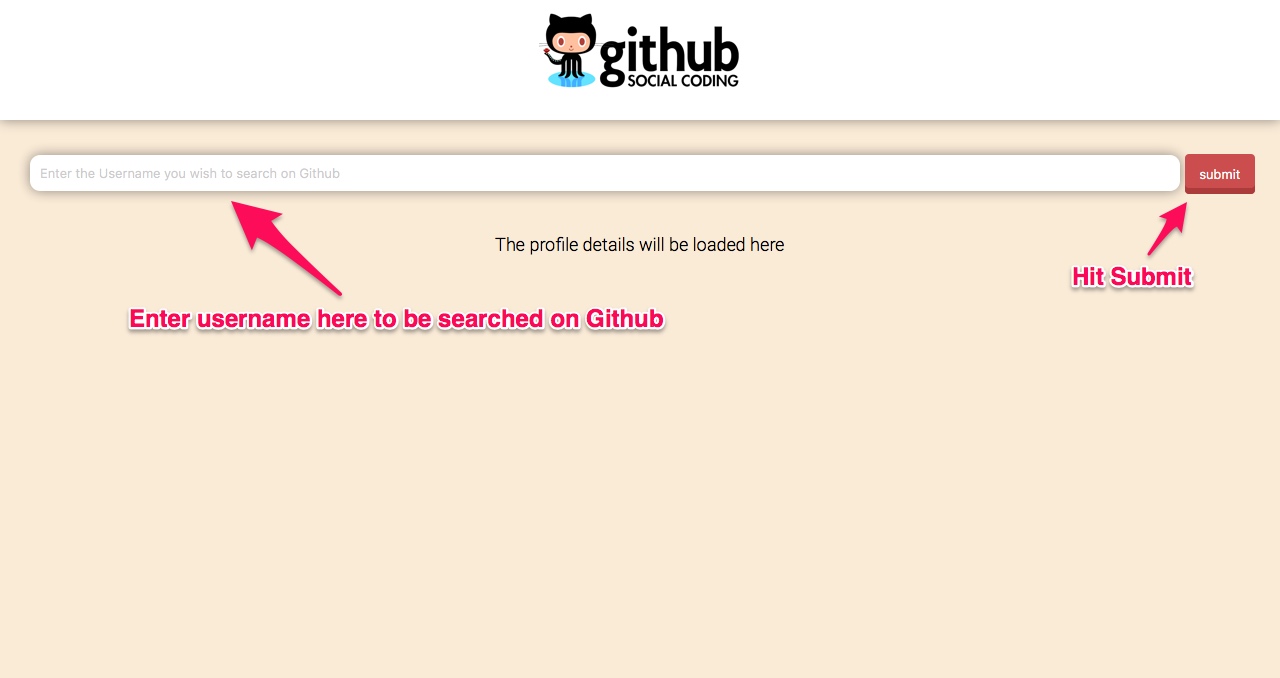 github
SOCIAL CODING
Enter the Username you wish to search on Github
submit
The profile details will be loaded here
Hit Submit
Enter username here to be searched on Github